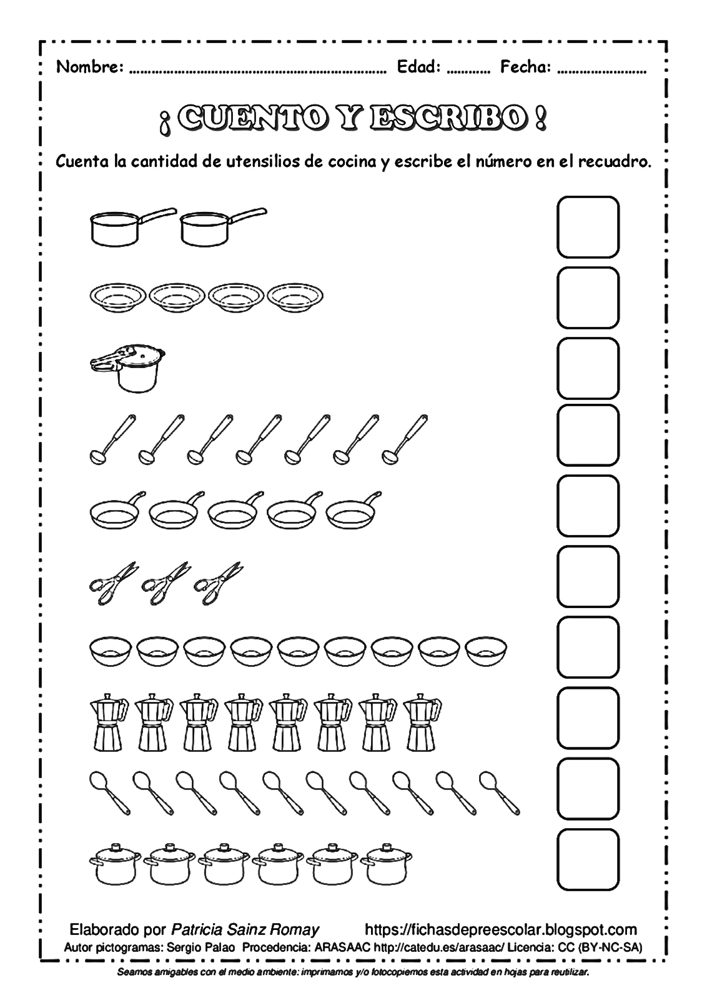 Nombre: ..................................................................... Edad: ............ Fecha: ........................
¡ CUENTO Y ESCRIBO !
Cuenta la cantidad de utensilios de cocina y escribe el número en el recuadro.
Elaborado por Patricia Sainz Romay https://fichasdepreescolar.blogspot.com
Autor pictogramas: Sergio Palao Procedencia: ARASAAC http://catedu.es/arasaac/ Licencia: CC (BY-NC-SA)
Seamos amigables con el medio ambiente: imprimamos y/o fotocopiemos esta actividad en hojas para reutilizar.